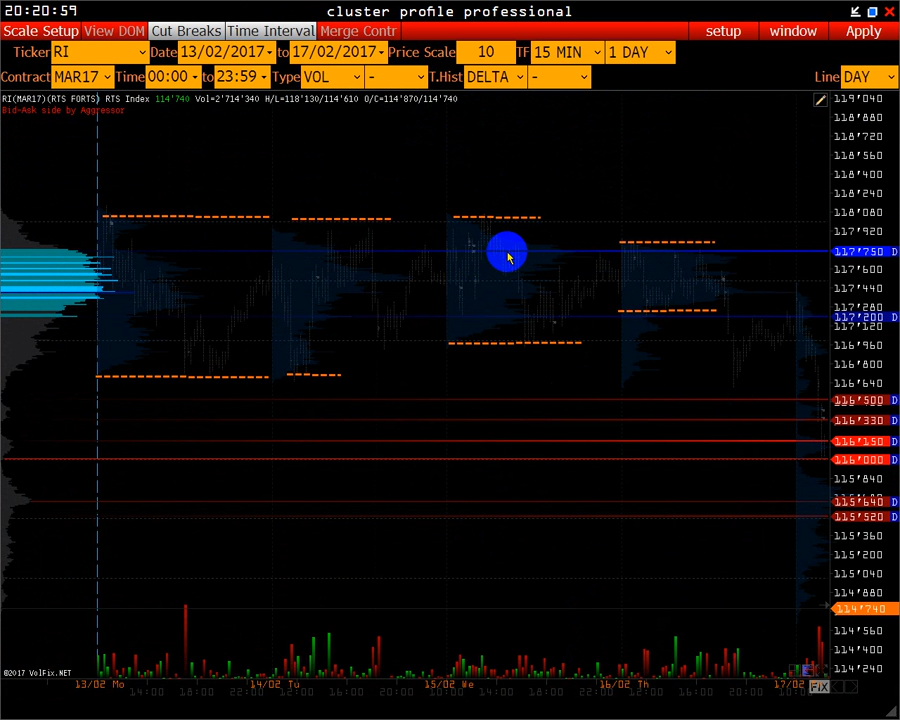 20:20:59
cluster profile professional
Scale Setup View DOM Cut Breaks Time Interval Merge Contr setup window Apply
Ticker RI Date 13/02/2017 to 17/02/2017 Price Scale 10 TF 15 MIN 1 DAY
Contract MAR17 Time 00:00 to 23:59 Type VOL - T.Hist DELTA - Line DAY
RI(MAR17)(RTS FORTS) RTS Index 114'740 Vol=2'714'340 H/L=118'130/114'610 O/C=114'870/114'740
Bid-Ask side by Aggressor
119'040
118'880
118'720
118'560
118'400
118'240
118'080
117'920
117'750 D
117'600
117'440
117'280
117'200 D
117'120
116'960
116'800
116'640
116'500 D
116'330 D
116'150 D
116'000 D
115'840
115'640 D
115'520 D
115'360
115'200
115'040
114'880
114'740
114'560
114'400
114'240
©2017 VolFix.NET
13/02 Mo 14:00 18:00 22:00 14/02 Tu 14:00 18:00 22:00 15/02 We 14:00 18:00 22:00 16/02 Th 16:00 20:00 17/02
FIX